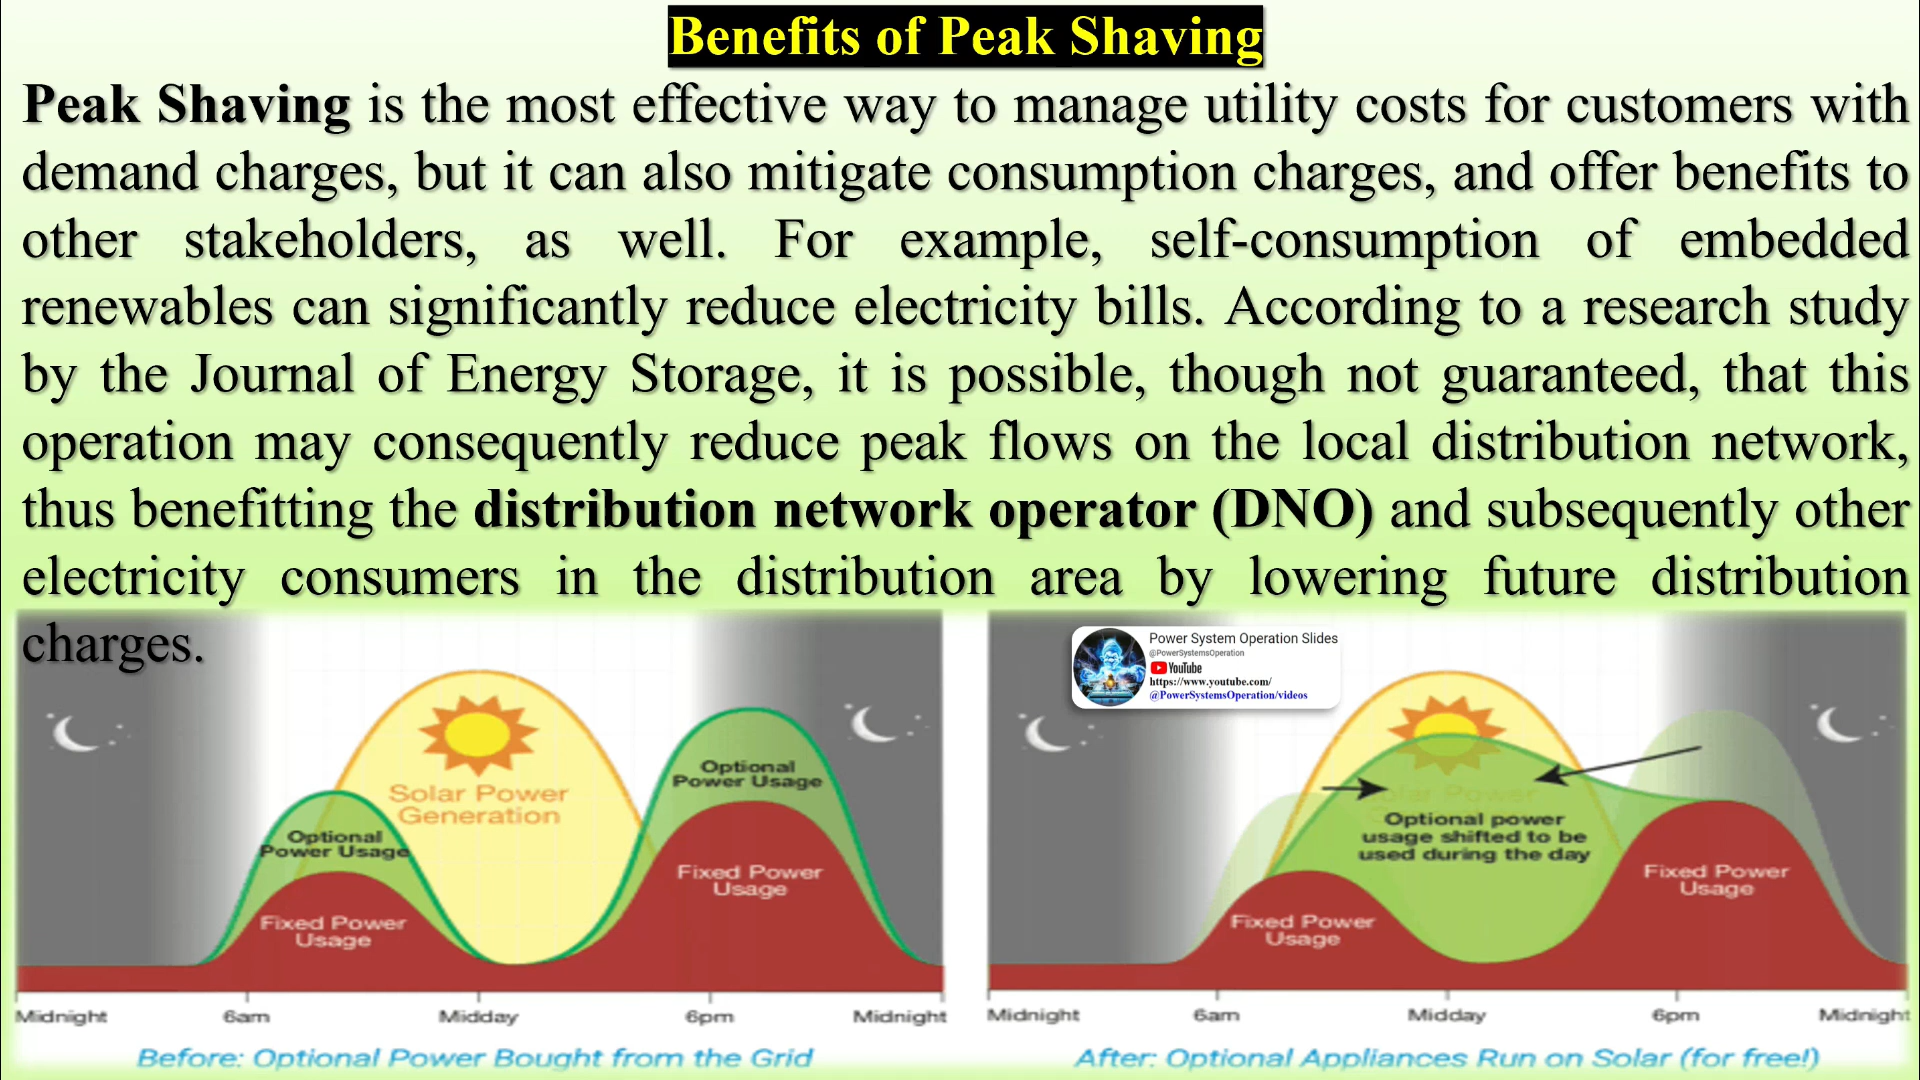 Benefits of Peak Shaving
Peak Shaving is the most effective way to manage utility costs for customers with
demand charges, but it can also mitigate consumption charges, and offer benefits to
other stakeholders, as well. For example, self-consumption of embedded
renewables can significantly reduce electricity bills. According to a research study
by the Journal of Energy Storage, it is possible, though not guaranteed, that this
operation may consequently reduce peak flows on the local distribution network,
thus benefitting the distribution network operator (DNO) and subsequently other
electricity consumers in the distribution area by lowering future distribution
charges.
Solar Power
Generation
Optional
Power Usage
Optional
Power Usage
Fixed Power
Usage
Fixed Power
Usage
Midnight
6am
Midday
6pm
Midnight
Before: Optional Power Bought from the Grid
Power System Operation Slides
@PowerSystemsOperation
YouTube
https://www.youtube.com/
@PowerSystemsOperation/videos
Optional power
usage shifted to be
used during the day
Fixed Power
Usage
Fixed Power
Usage
Midnight
6am
Midday
6pm
Midnight
After: Optional Appliances Run on Solar (for free!)